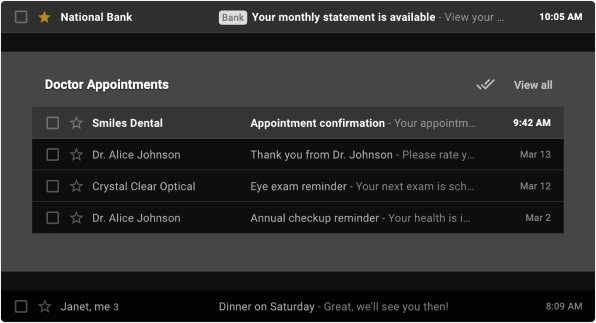 National Bank Bank Your monthly statement is available - View your ... 10:05 AM
Doctor Appointments View all
Smiles Dental Appointment confirmation - Your appointm... 9:42 AM
Dr. Alice Johnson Thank you from Dr. Johnson - Please rate y... Mar 13
Crystal Clear Optical Eye exam reminder - Your next exam is sch... Mar 12
Dr. Alice Johnson Annual checkup reminder - Your health is i... Mar 2
Janet, me 3 Dinner on Saturday - Great, we'll see you then! 8:09 AM